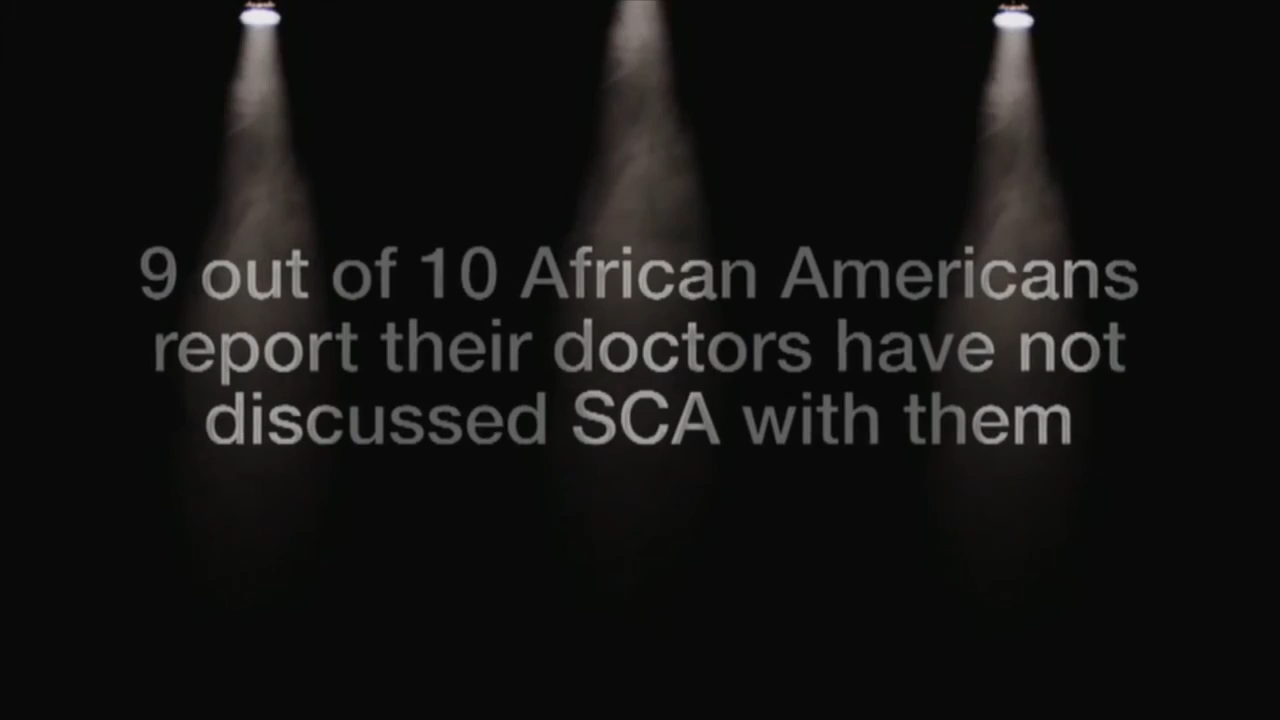 9 out of 10 African Americans
report their doctors have not
discussed SCA with them